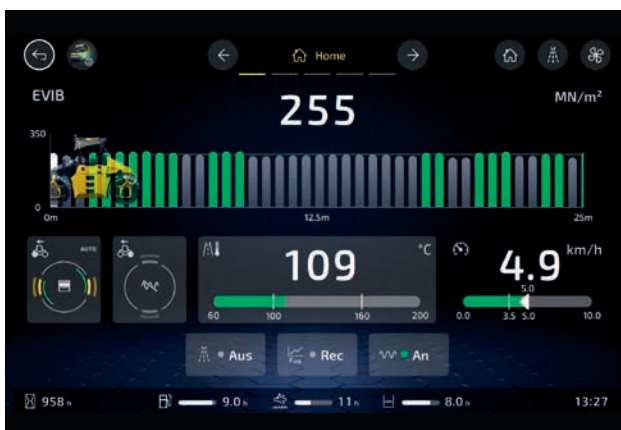 Home
EVIB
255
MN/m²
350
0
0m
12.5m
25m
AUTO
109
°C
60
100
160
200
4.9
km/h
5.0
0.0
3.5
5.0
10.0
Aus
Rec
An
958 h
9.0 h
11 h
8.0 h
13:27